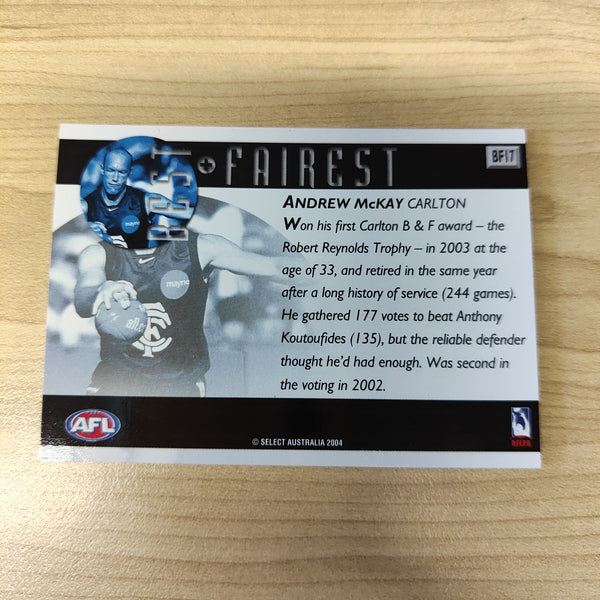 BEST + FAIREST
BF17
ANDREW McKAY CARLTON
Won his first Carlton B & F award – the
Robert Reynolds Trophy – in 2003 at the
age of 33, and retired in the same year
after a long history of service (244 games).
He gathered 177 votes to beat Anthony
Koutoufides (135), but the reliable defender
thought he'd had enough. Was second in
the voting in 2002.
mayne
AFL
© SELECT AUSTRALIA 2004
AFLPA